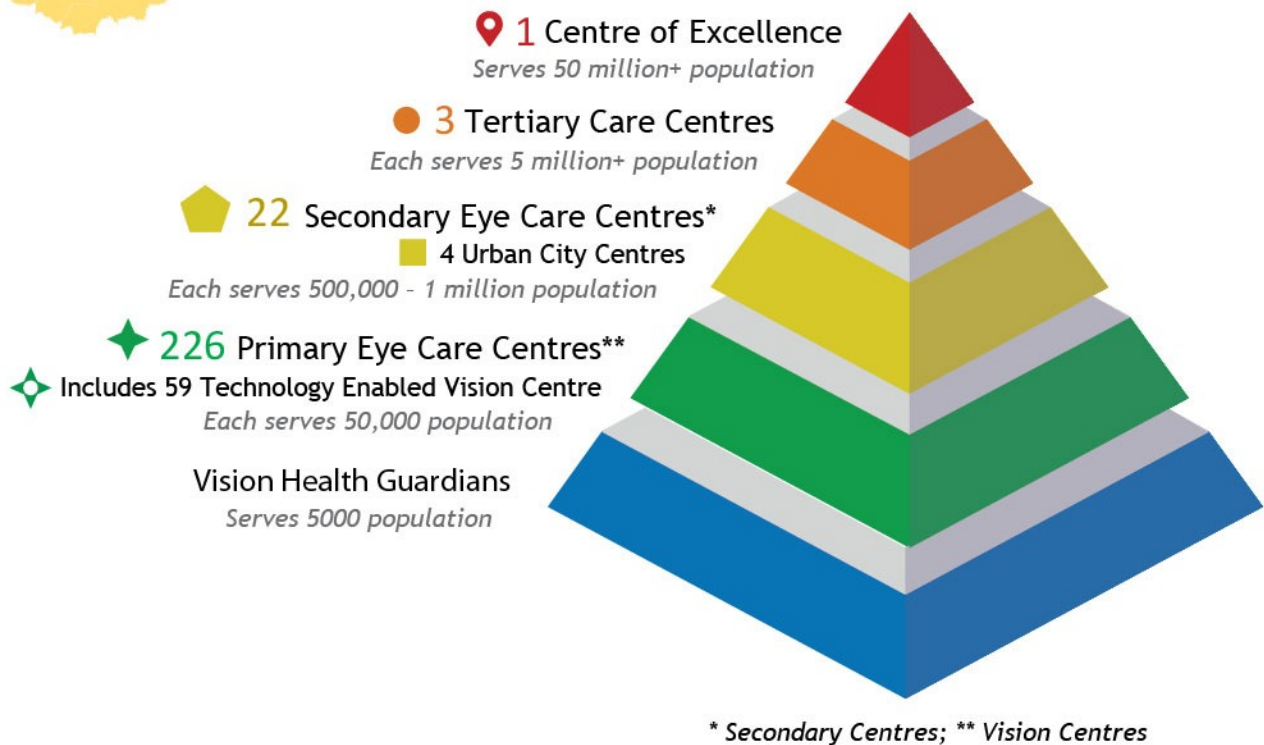 1 Centre of Excellence
Serves 50 million+ population
3 Tertiary Care Centres
Each serves 5 million+ population
22 Secondary Eye Care Centres*
4 Urban City Centres
Each serves 500,000 - 1 million population
226 Primary Eye Care Centres**
Includes 59 Technology Enabled Vision Centre
Each serves 50,000 population
Vision Health Guardians
Serves 5000 population
* Secondary Centres; ** Vision Centres